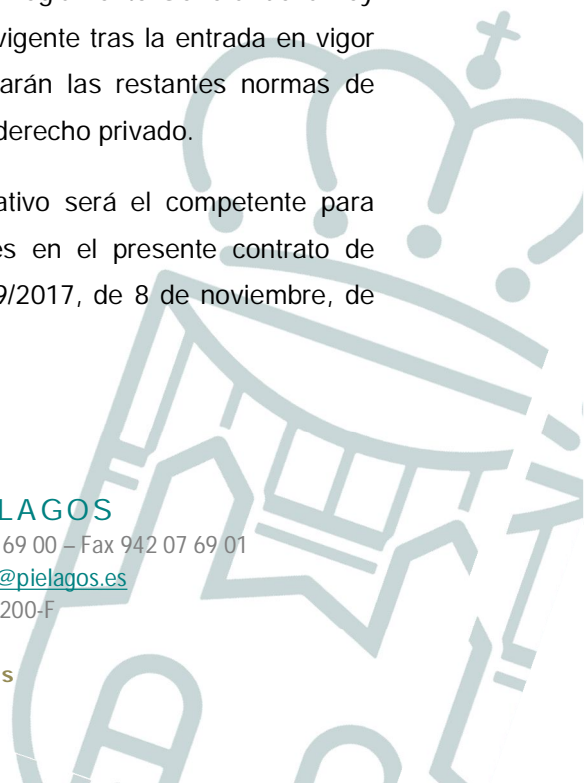 vigente tras la entrada en vigor
arán las restantes normas de
derecho privado.
ativo será el competente para
es en el presente contrato de
9/2017, de 8 de noviembre, de
LAGOS
69 00 – Fax 942 07 69 01
@pielagos.es
200-F
s